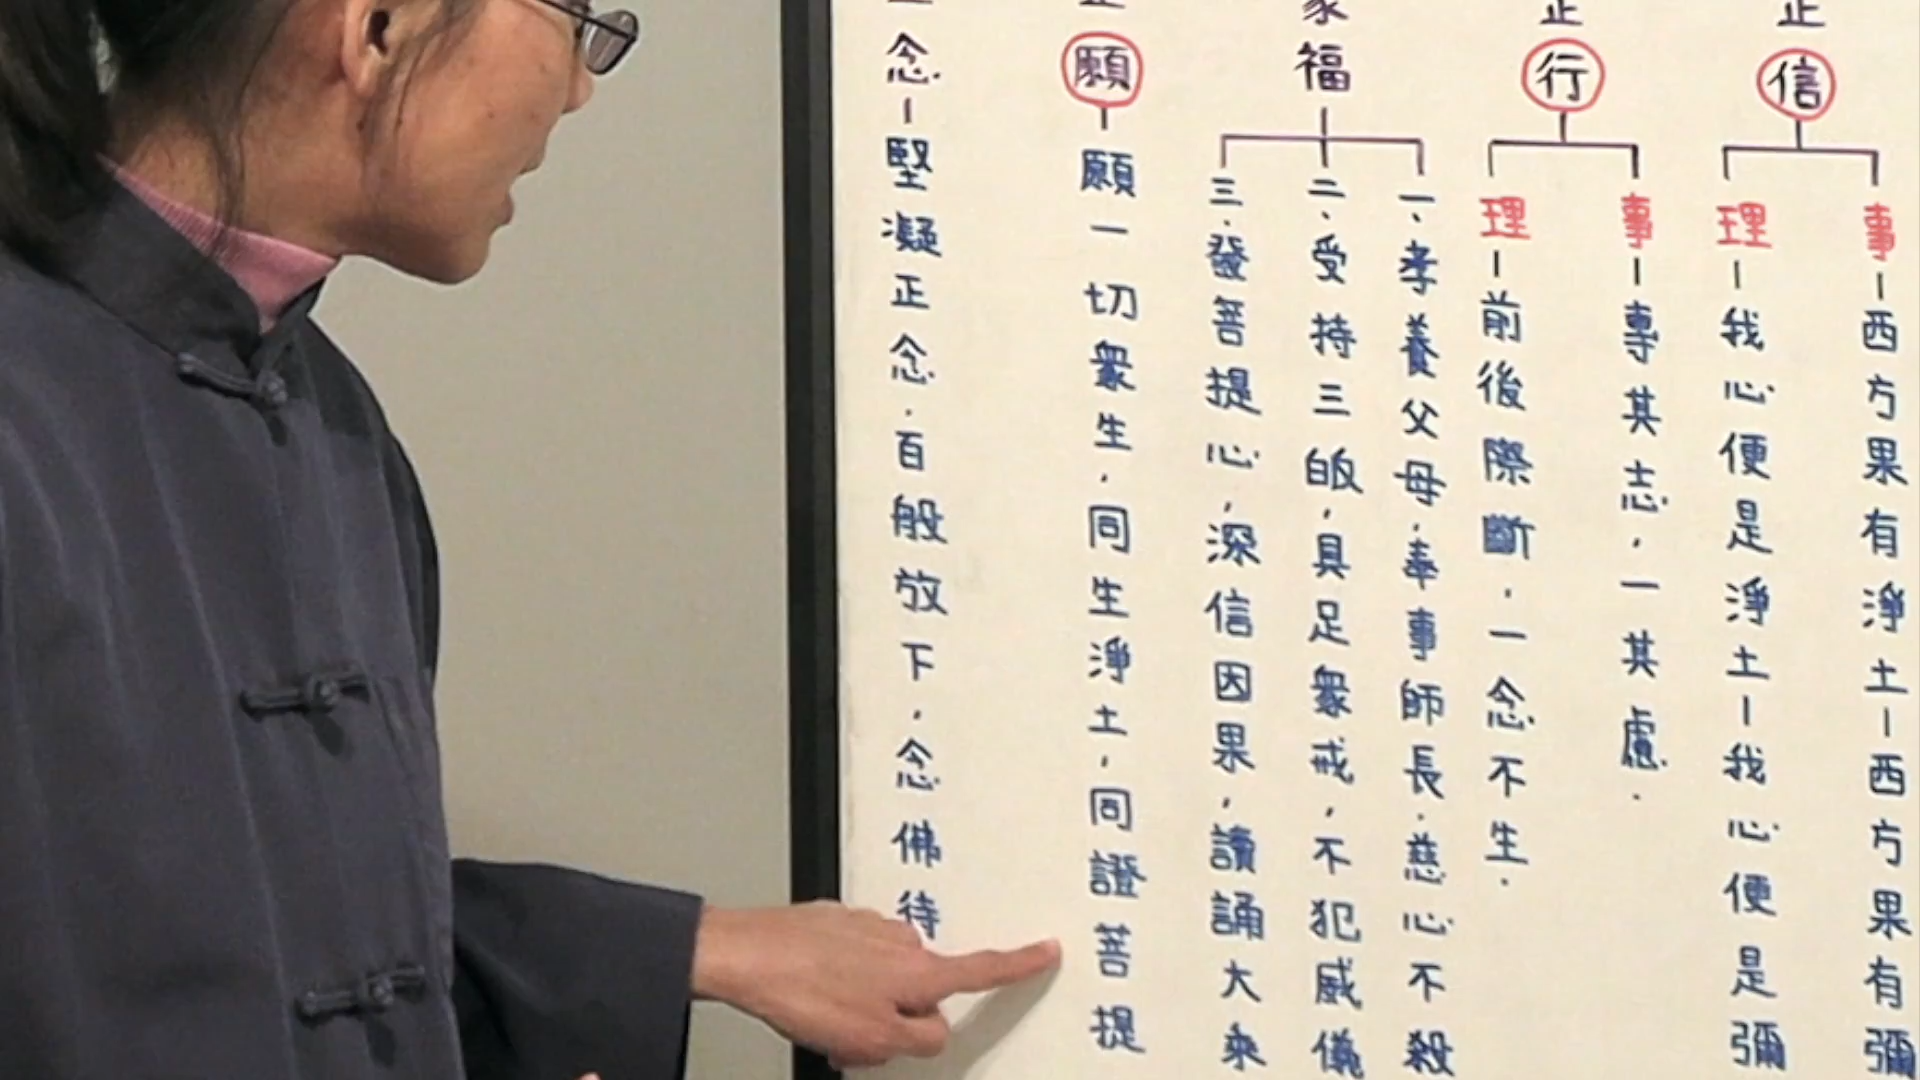 正信
事－西方果有淨土－西方果有彌
理－我心便是淨土－我心便是彌
正行
事－專其志，一其慮．
理－前後際斷．一念不生．
福
一、孝養父母．奉事師長．慈心不殺
二．受持三皈，具足眾戒，不犯威儀
三．發菩提心，深信因果，讀誦大乘
願－願一切眾生．同生淨土，同證菩提
念－堅凝正念．百般放下，念佛待